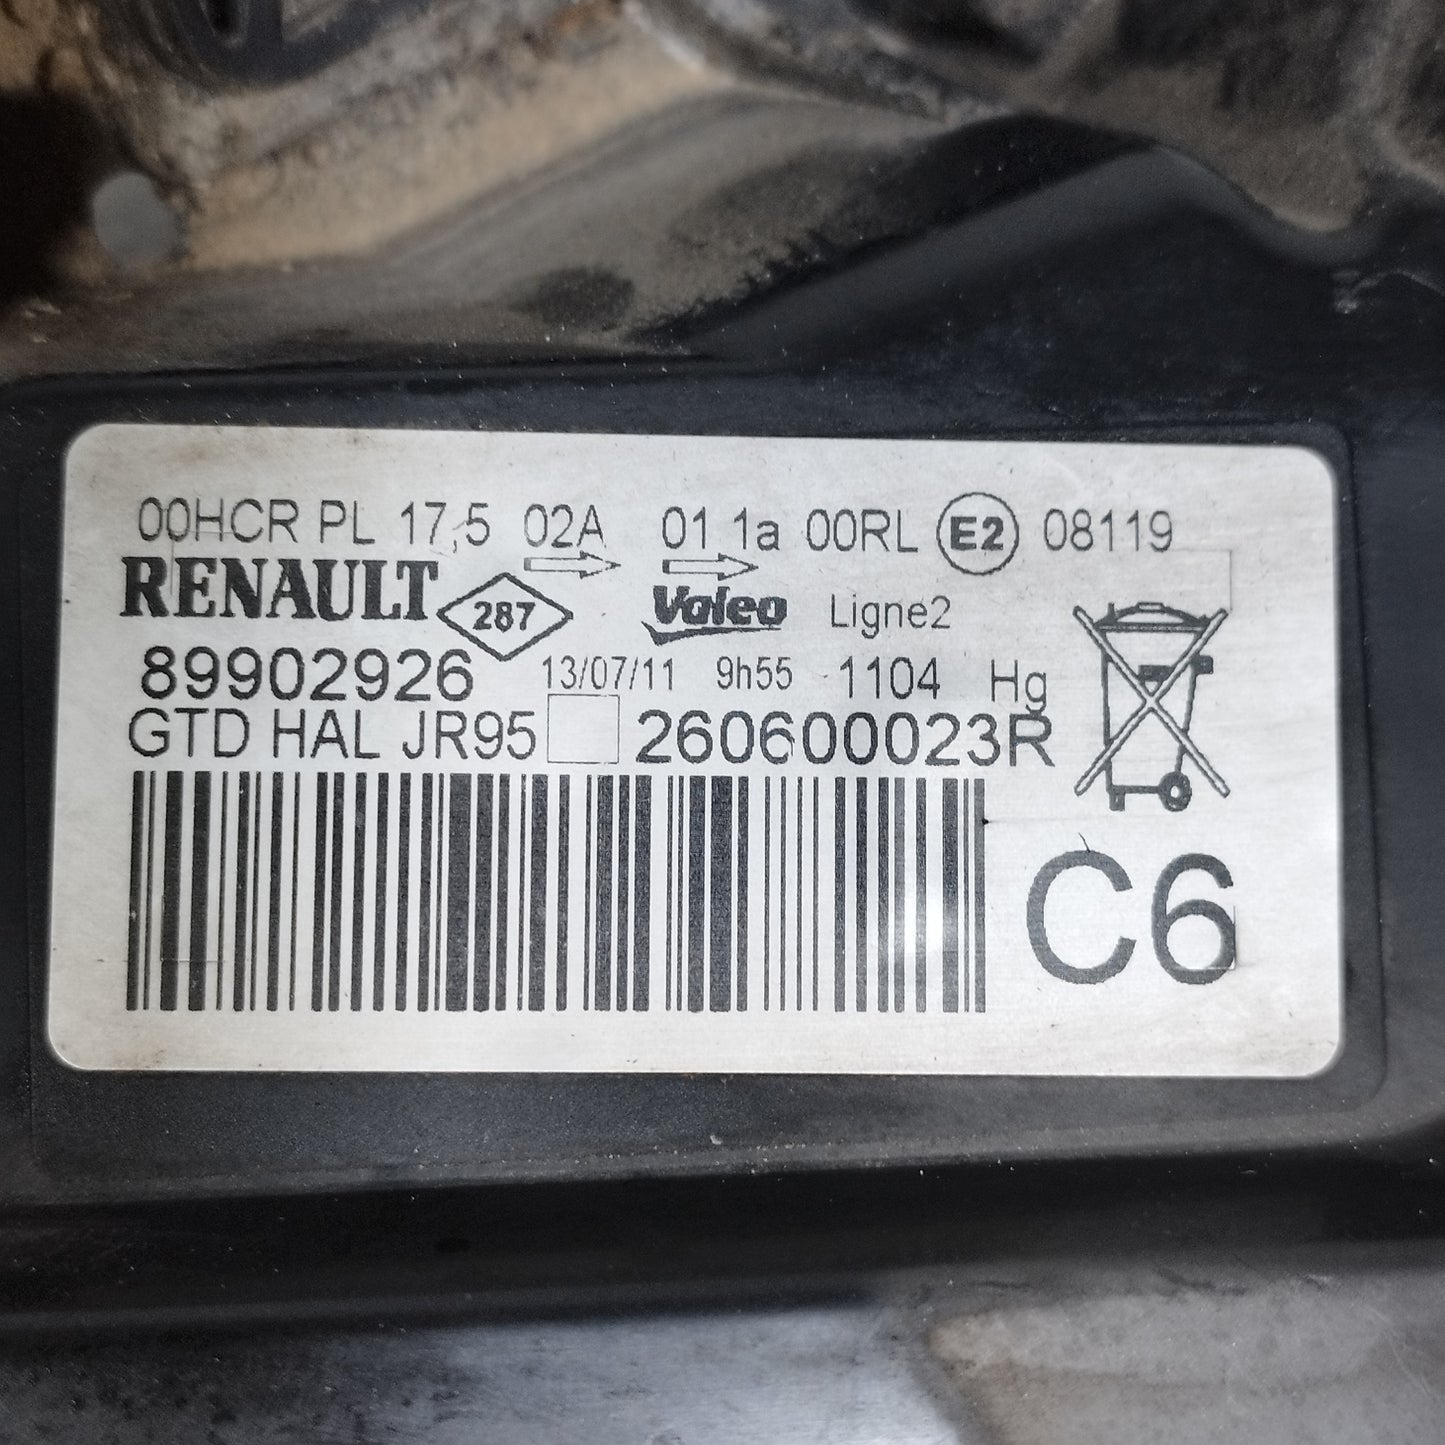 00HCR PL 17,5 02A 01 1a 00RL E2 08119
RENAULT 287 Valeo Ligne2
89902926 13/07/11 9h55 1104 Hg
GTD HAL JR95 260600023R
C6